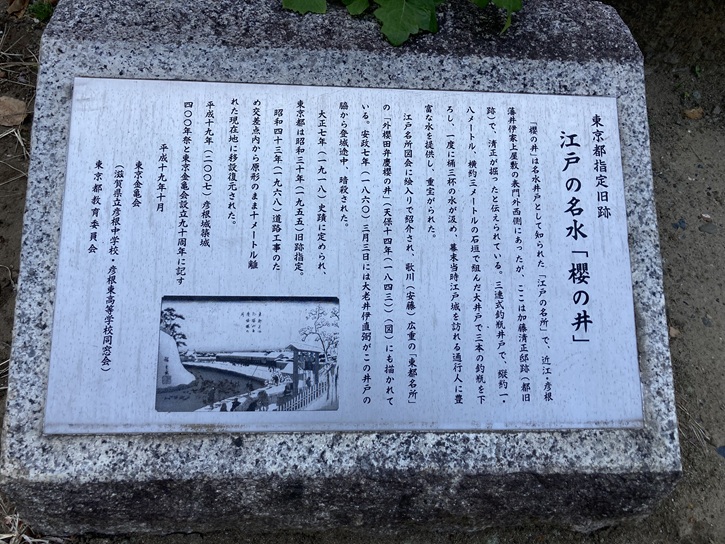 東京都指定旧跡
江戸の名水「櫻の井」
「櫻の井」は名水井戸として知られた「江戸の名所」で、近江・彦根
藩井伊家上屋敷の表門外西側にあったが、ここは加藤清正邸跡(都旧
跡)で、清正が掘ったと伝えられている。三連式釣瓶井戸で、縦約一・
八メートル、横約三メートルの石垣で組んだ大井戸で三本の釣瓶を下
ろし、一度に桶三杯の水が汲め、幕末当時江戸城を訪れる通行人に豊
富な水を提供し、重宝がられた。
江戸名所図会に絵入りで紹介され、歌川(安藤)広重の「東都名所」
の「外櫻田弁慶櫻の井」(天保十四年(一八四三)(図)にも描かれて
いる。安政七年(一八六〇)三月三日には大老井伊直弼がこの井戸の
脇から登城途中、暗殺された。
大正七年(一九一八)史蹟に定められ、
東京都は昭和三十年(一九五五)旧跡指定。
昭和四十三年(一九六八)道路工事のた
め交差点内から原形のまま十メートル離
れた現在地に移設復元された。
平成十九年(二〇〇七)彦根城築城
四〇〇年祭と東京金亀会設立九十周年に記す
平成十九年十月
東京金亀会
(滋賀県立彦根中学校・彦根東高等学校同窓会)
東京都教育委員会